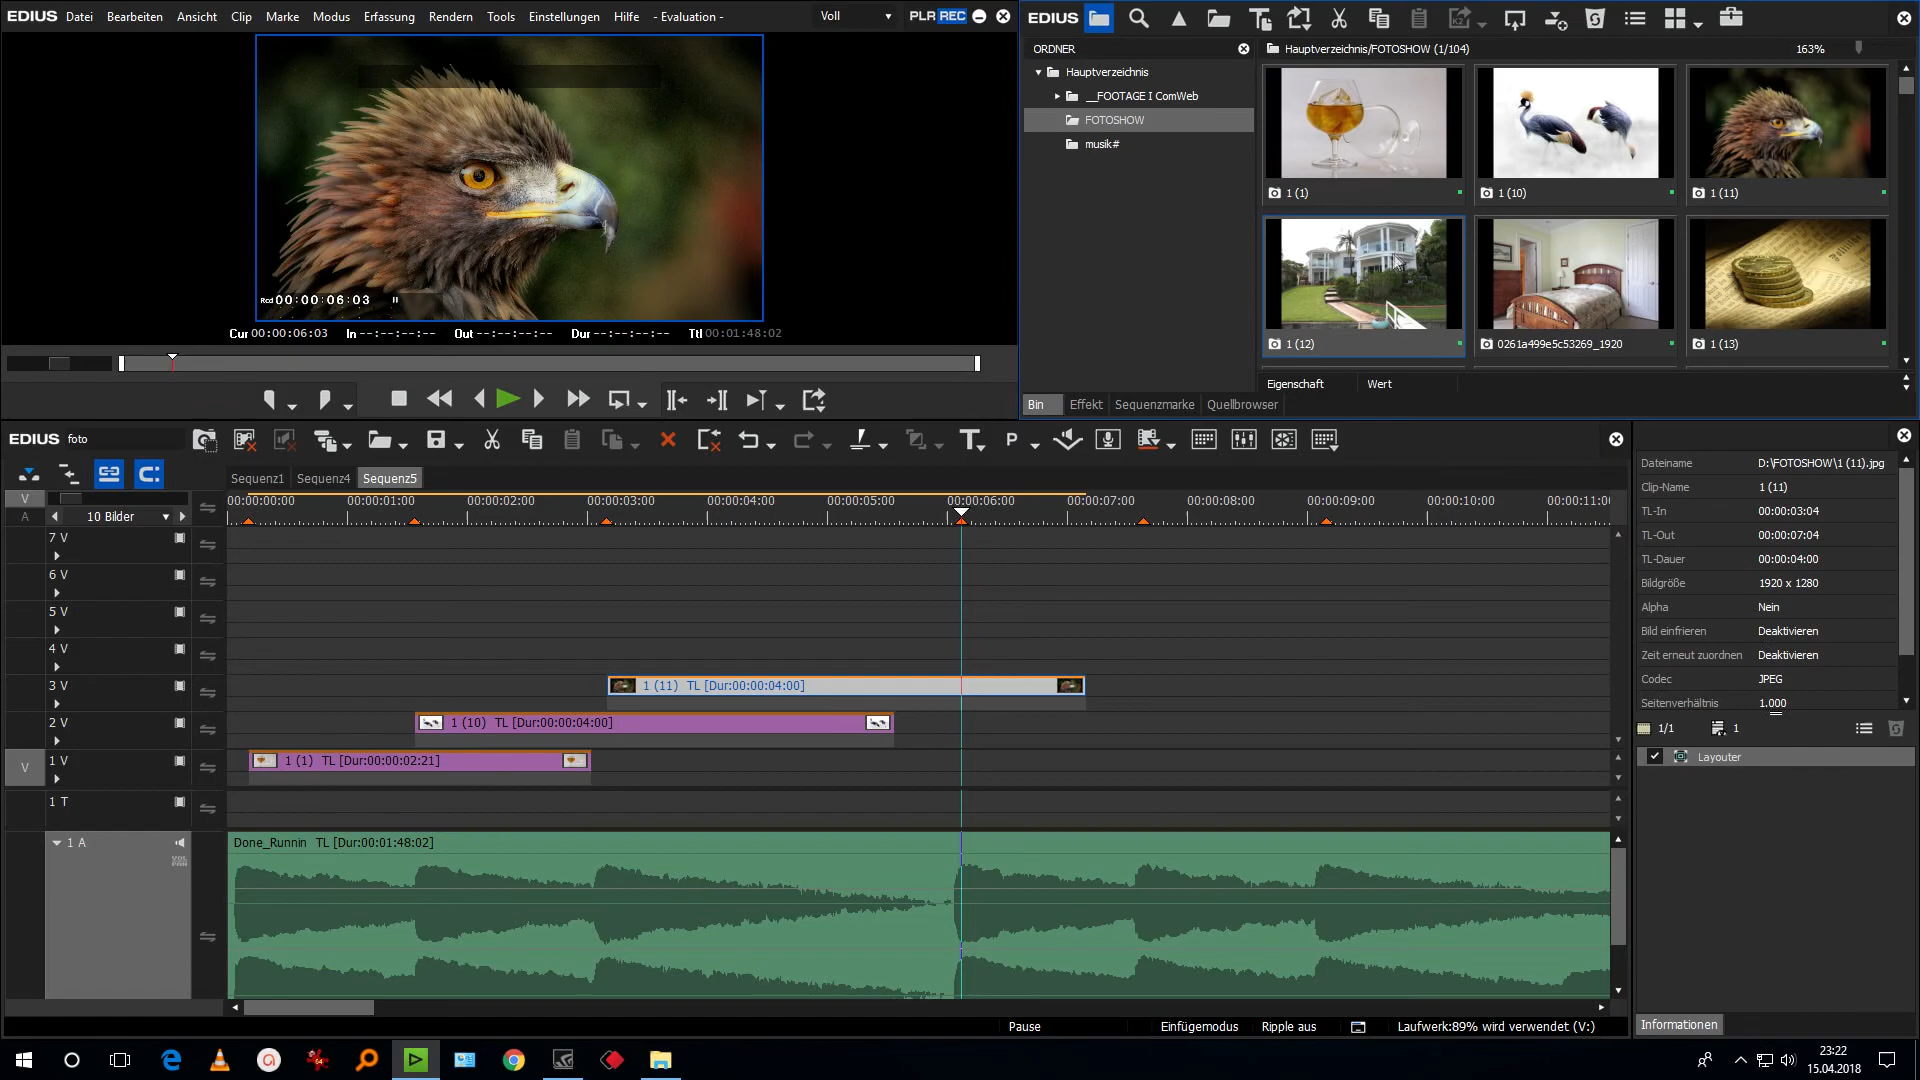 EDIUS Datei Bearbeiten Ansicht Clip Marke Modus Erfassung Rendern Tools Einstellungen Hilfe - Evaluation - Voll PLR REC
Rcd 00:00:06:03
Cur 00:00:06:03 In --:--:--:-- Out --:--:--:-- Dur --:--:--:-- Ttl 00:01:48:02
EDIUS
ORDNER
Hauptverzeichnis/FOTOSHOW (1/104) 163%
Hauptverzeichnis
__FOOTAGE I ComWeb
FOTOSHOW
musik#
1 (1) 1 (10) 1 (11)
1 (12) 0261a499e5c53269_1920 1 (13)
Eigenschaft Wert
Bin Effekt Sequenzmarke Quellbrowser
EDIUS foto
Sequenz1 Sequenz4 Sequenz5
V
A
10 Bilder
00:00:00:00 00:00:01:00 00:00:02:00 00:00:03:00 00:00:04:00 00:00:05:00 00:00:06:00 00:00:07:00 00:00:08:00 00:00:09:00 00:00:10:00 00:00:11:00
7 V
6 V
5 V
4 V
3 V
1 (11) TL [Dur:00:00:04:00]
2 V
1 (10) TL [Dur:00:00:04:00]
V
1 V
1 (1) TL [Dur:00:00:02:21]
1 T
1 A
VOL
PAN
Done_Runnin TL [Dur:00:01:48:02]
Dateiname D:\FOTOSHOW\1 (11).jpg
Clip-Name 1 (11)
TL-In 00:00:03:04
TL-Out 00:00:07:04
TL-Dauer 00:00:04:00
Bildgröße 1920 x 1280
Alpha Nein
Bild einfrieren Deaktivieren
Zeit erneut zuordnen Deaktivieren
Codec JPEG
Seitenverhältnis 1.000
1/1 1
Layouter
Informationen
Pause Einfügemodus Ripple aus Laufwerk:89% wird verwendet (V:)
23:22
15.04.2018